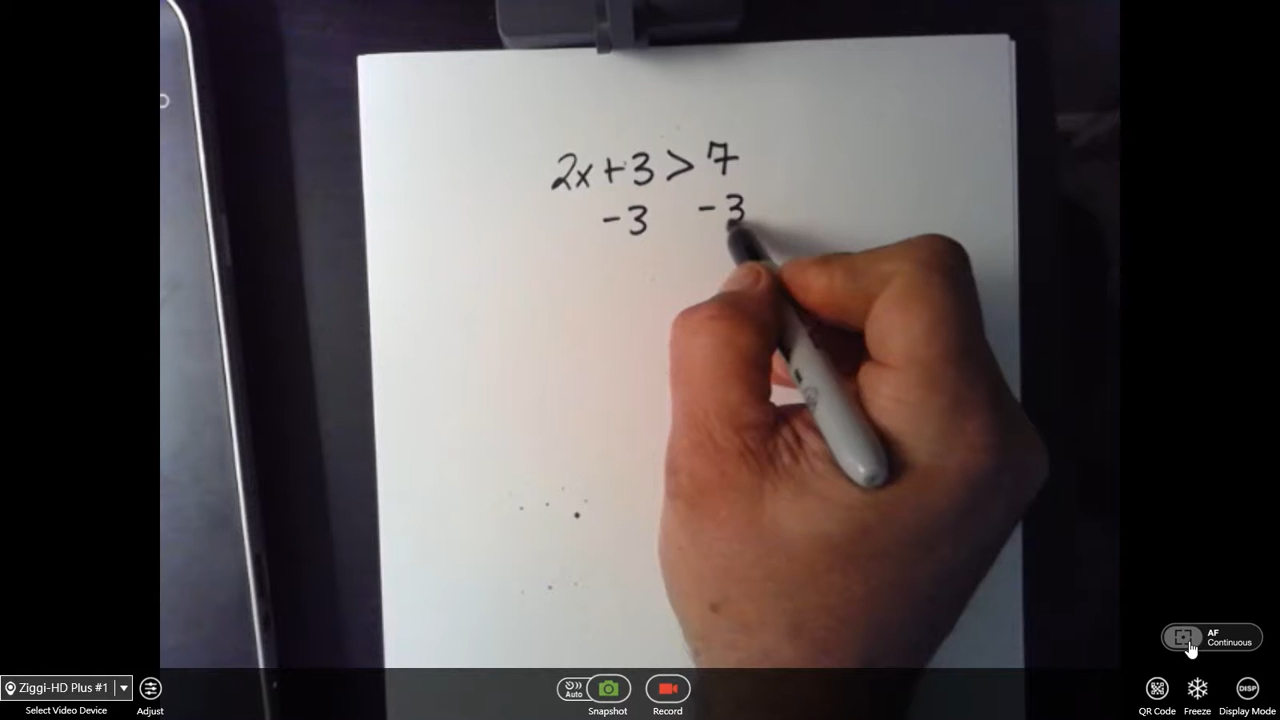 2x+3>7
-3 -3
AF
Continuous
Ziggi-HD Plus #1
Select Video Device
Adjust
Auto
Snapshot
Record
QR Code
Freeze
DISP
Display Mode